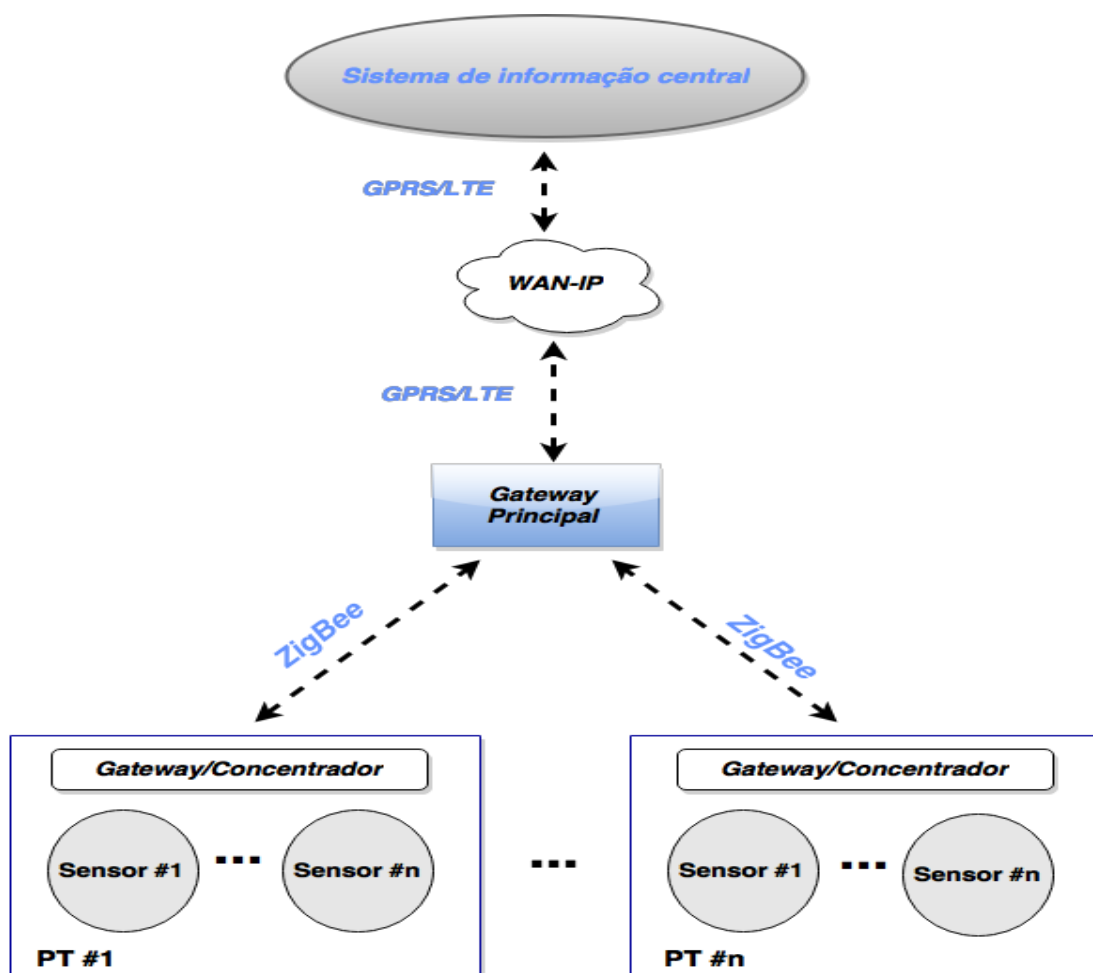 Sistema de informação central
GPRS/LTE
WAN-IP
GPRS/LTE
Gateway
Principal
ZigBee
ZigBee
Gateway/Concentrador
Sensor #1
...
Sensor #n
PT #1
...
Gateway/Concentrador
Sensor #1
...
Sensor #n
PT #n